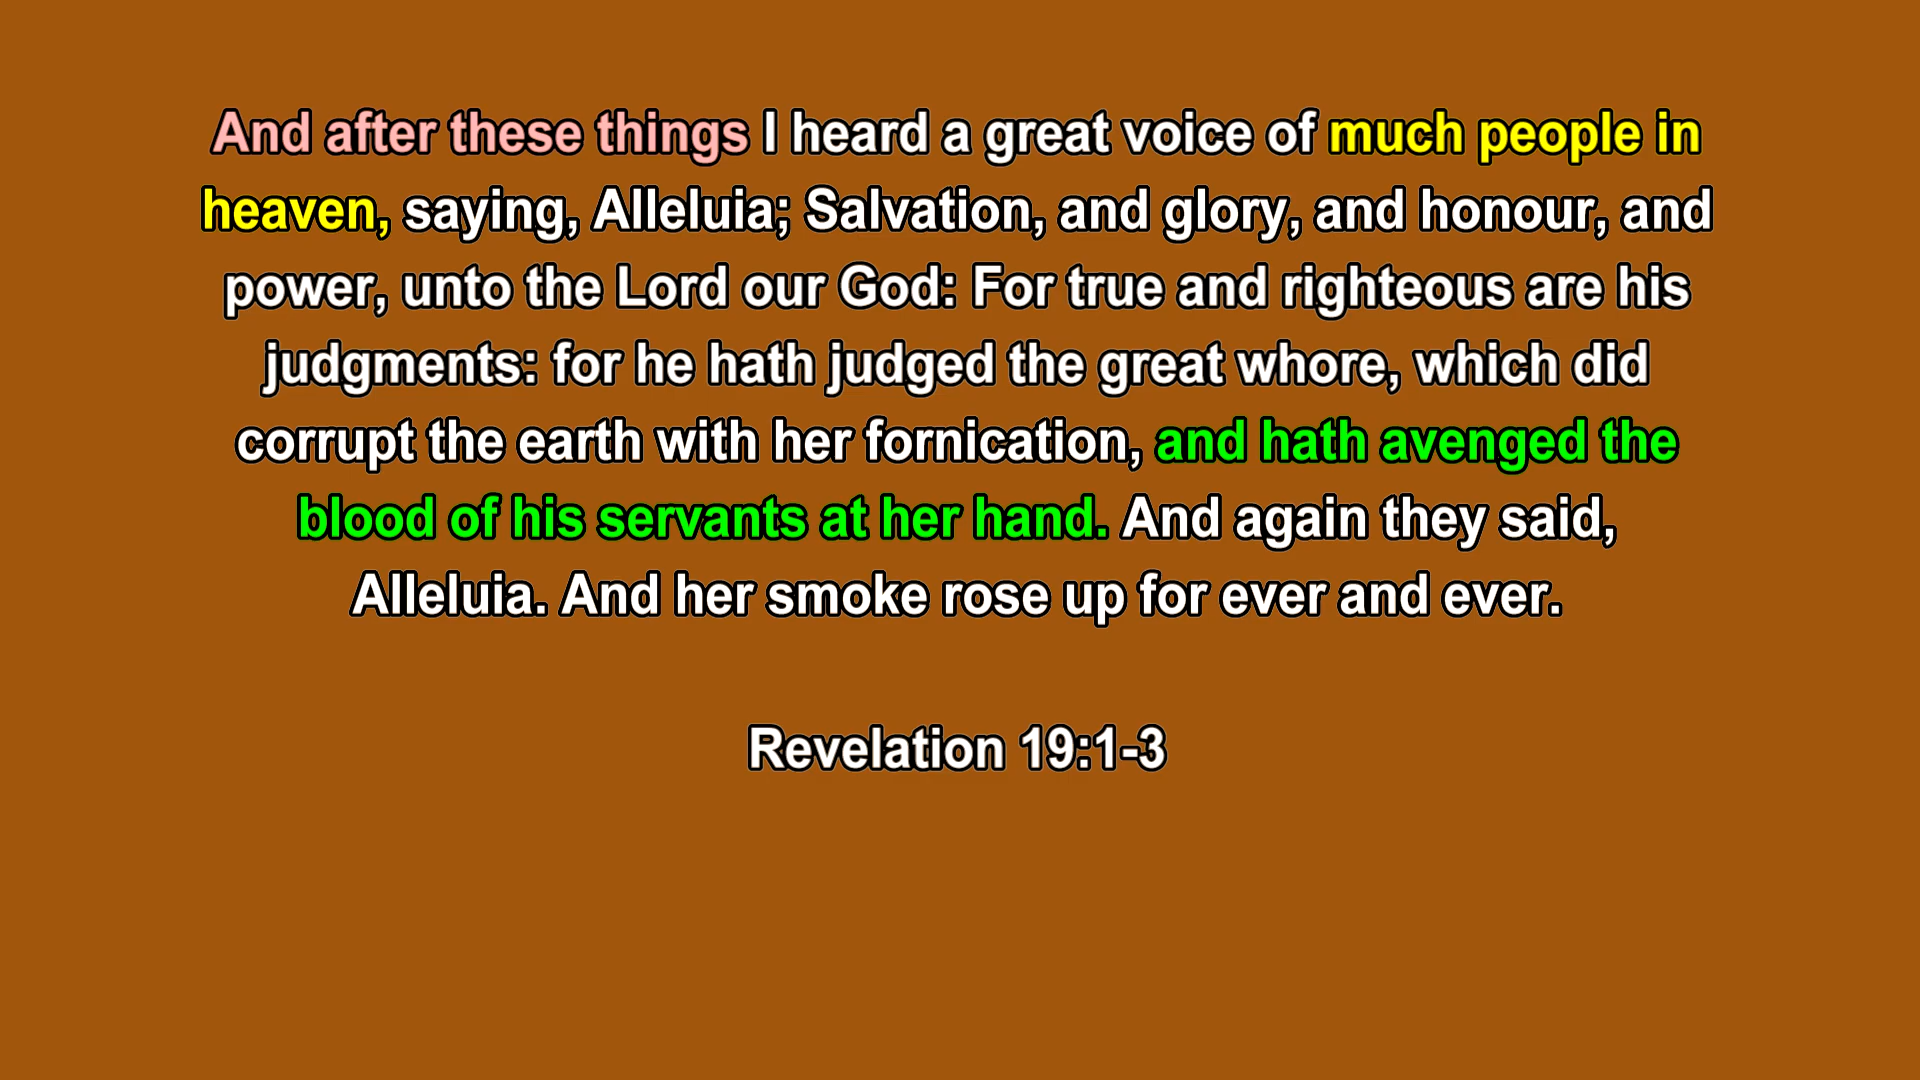 And after these things I heard a great voice of much people in
heaven, saying, Alleluia; Salvation, and glory, and honour, and
power, unto the Lord our God: For true and righteous are his
judgments: for he hath judged the great whore, which did
corrupt the earth with her fornication, and hath avenged the
blood of his servants at her hand. And again they said,
Alleluia. And her smoke rose up for ever and ever.
Revelation 19:1-3